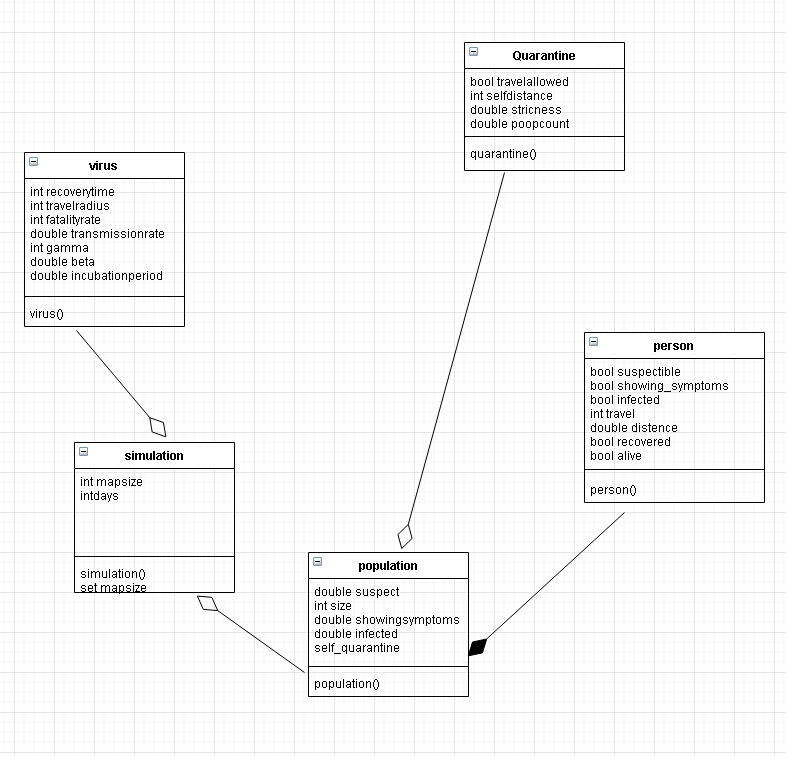 Quarantine
bool travelallowed
int selfdistance
double stricness
double poopcount
quarantine()
virus
int recoverytime
int travelradius
int fatalityrate
double transmissionrate
int gamma
double beta
double incubationperiod
virus()
person
bool suspectible
bool showing_symptoms
bool infected
int travel
double distence
bool recovered
bool alive
person()
simulation
int mapsize
intdays
simulation()
set mapsize
population
double suspect
int size
double showingsymptoms
double infected
self_quarantine
population()